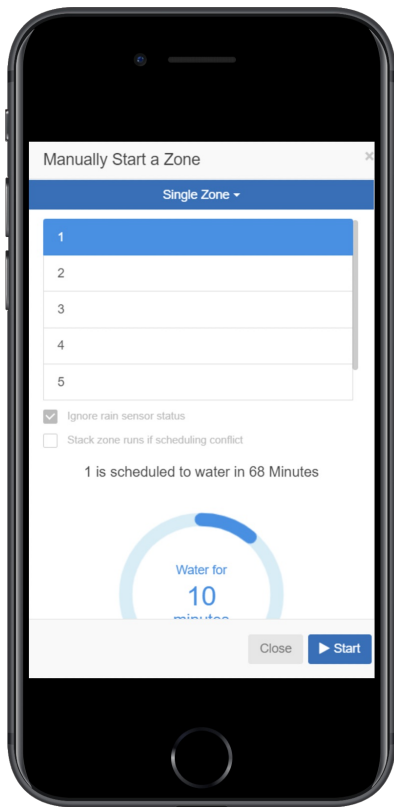 Manually Start a Zone
×
Single Zone
1
2
3
4
5
Ignore rain sensor status
Stack zone runs if scheduling conflict
1 is scheduled to water in 68 Minutes
Water for
10
minutes
Close
Start